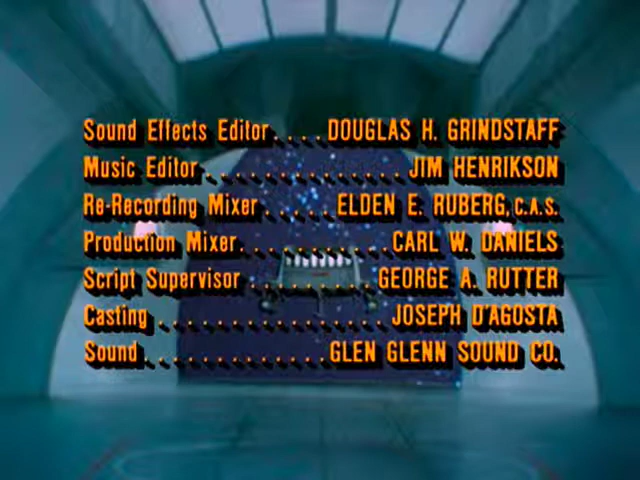 Sound Effects Editor....DOUGLAS H. GRINDSTAFF
Music Editor..............JIM HENRIKSON
Re-Recording Mixer.....ELDEN E. RUBERG, C.A.S.
Production Mixer...........CARL W. DANIELS
Script Supervisor.........GEORGE A. RUTTER
Casting................JOSEPH D'AGOSTA
Sound.............GLEN GLENN SOUND CO.